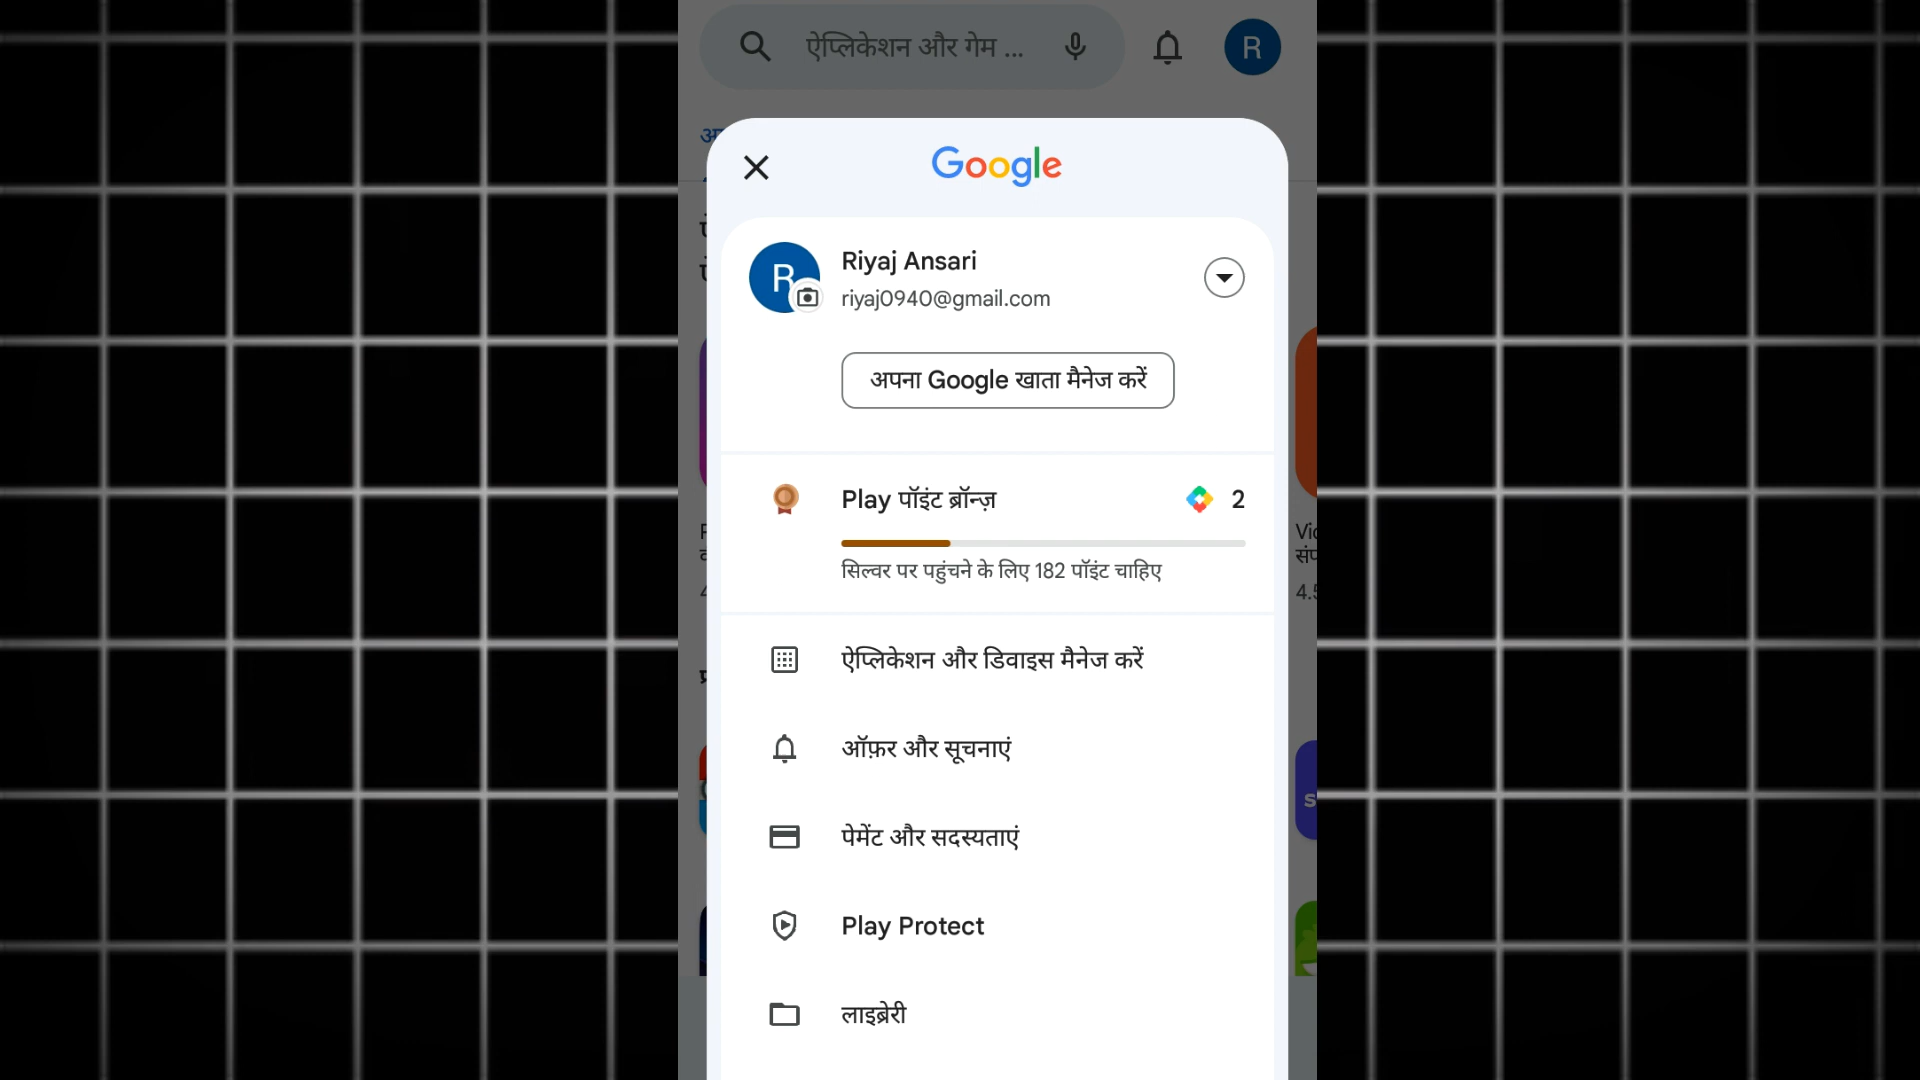 ऐप्लिकेशन और गेम ...
R
Google
R
Riyaj Ansari
riyaj0940@gmail.com
अपना Google खाता मैनेज करें
Play पॉइंट ब्रॉन्ज़
2
सिल्वर पर पहुंचने के लिए 182 पॉइंट चाहिए
ऐप्लिकेशन और डिवाइस मैनेज करें
ऑफ़र और सूचनाएं
पेमेंट और सदस्यताएं
Play Protect
लाइब्रेरी